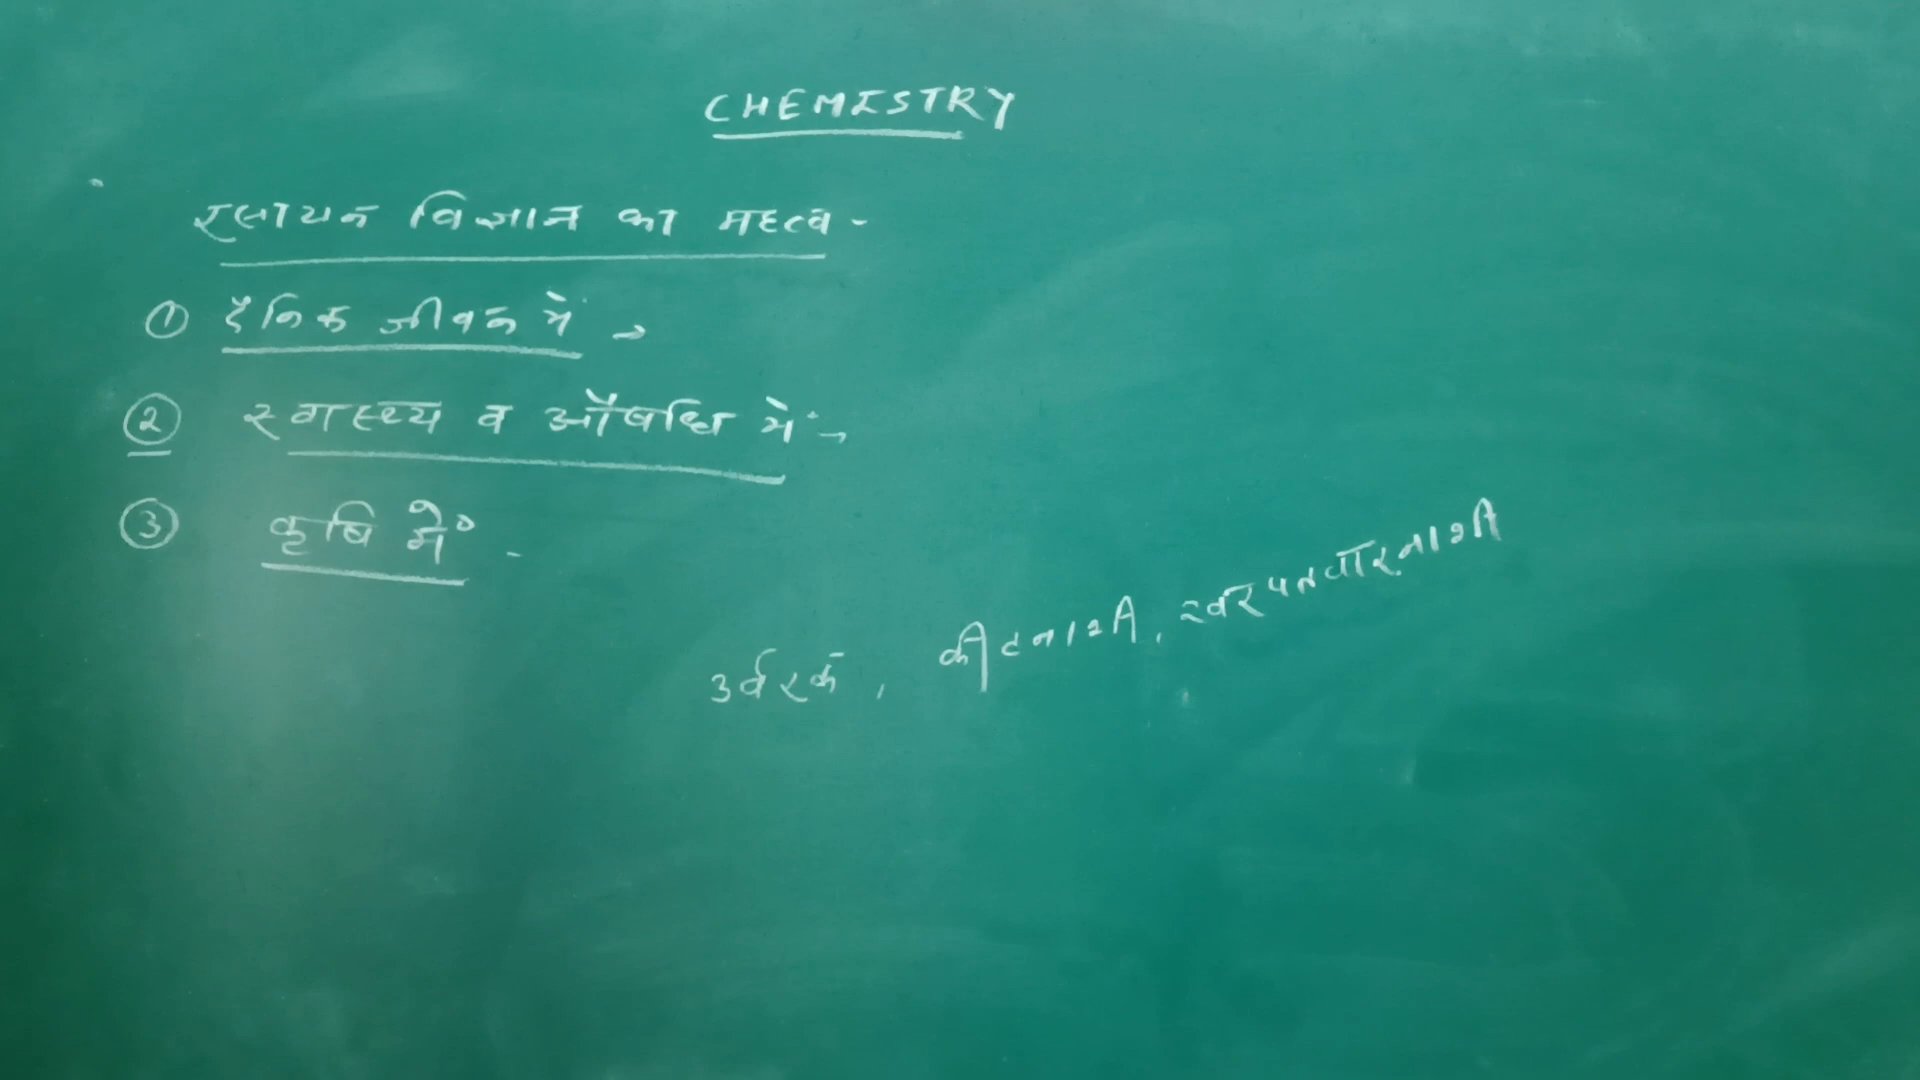 CHEMISTRY
रसायन विज्ञान का महत्व -
① दैनिक जीवन में →
② स्वास्थ्य व औषधि में →
③ कृषि में -
उर्वरक, कीटनाशी, खरपतवारनाशी